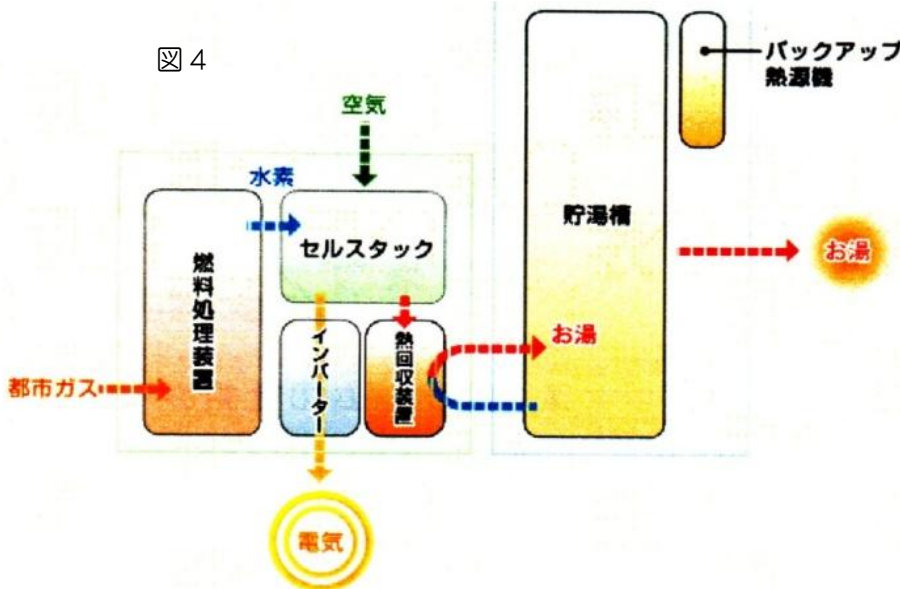 図4
バックアップ
熱源機
空気
水素
セルスタック
貯湯槽
お湯
燃料処理装置
インバーター
熱回収装置
お湯
都市ガス
電気